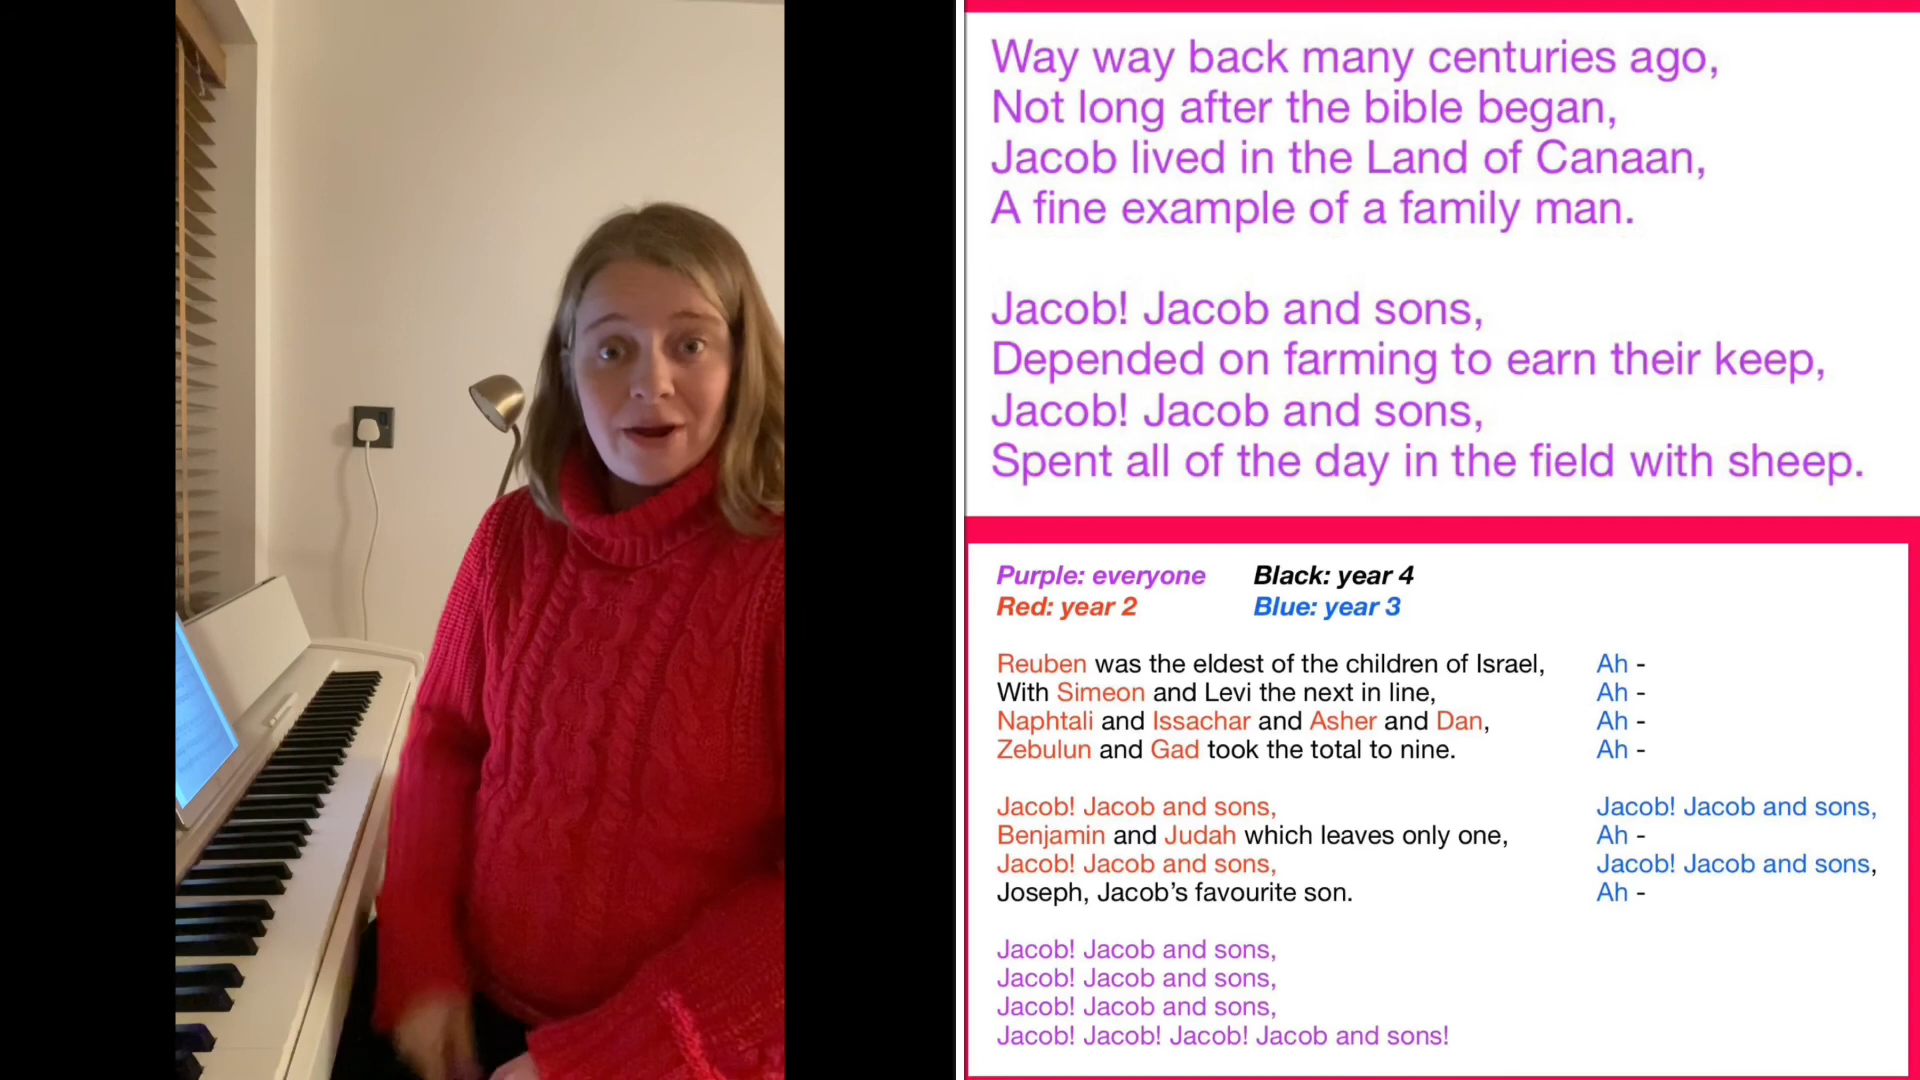 Way way back many centuries ago,
Not long after the bible began,
Jacob lived in the Land of Canaan,
A fine example of a family man.
Jacob! Jacob and sons,
Depended on farming to earn their keep,
Jacob! Jacob and sons,
Spent all of the day in the field with sheep.
Purple: everyone Black: year 4
Red: year 2 Blue: year 3
Reuben was the eldest of the children of Israel, Ah -
With Simeon and Levi the next in line, Ah -
Naphtali and Issachar and Asher and Dan, Ah -
Zebulun and Gad took the total to nine. Ah -
Jacob! Jacob and sons, Jacob! Jacob and sons,
Benjamin and Judah which leaves only one, Ah -
Jacob! Jacob and sons, Jacob! Jacob and sons,
Joseph, Jacob’s favourite son. Ah -
Jacob! Jacob and sons,
Jacob! Jacob and sons,
Jacob! Jacob and sons,
Jacob! Jacob! Jacob! Jacob and sons!